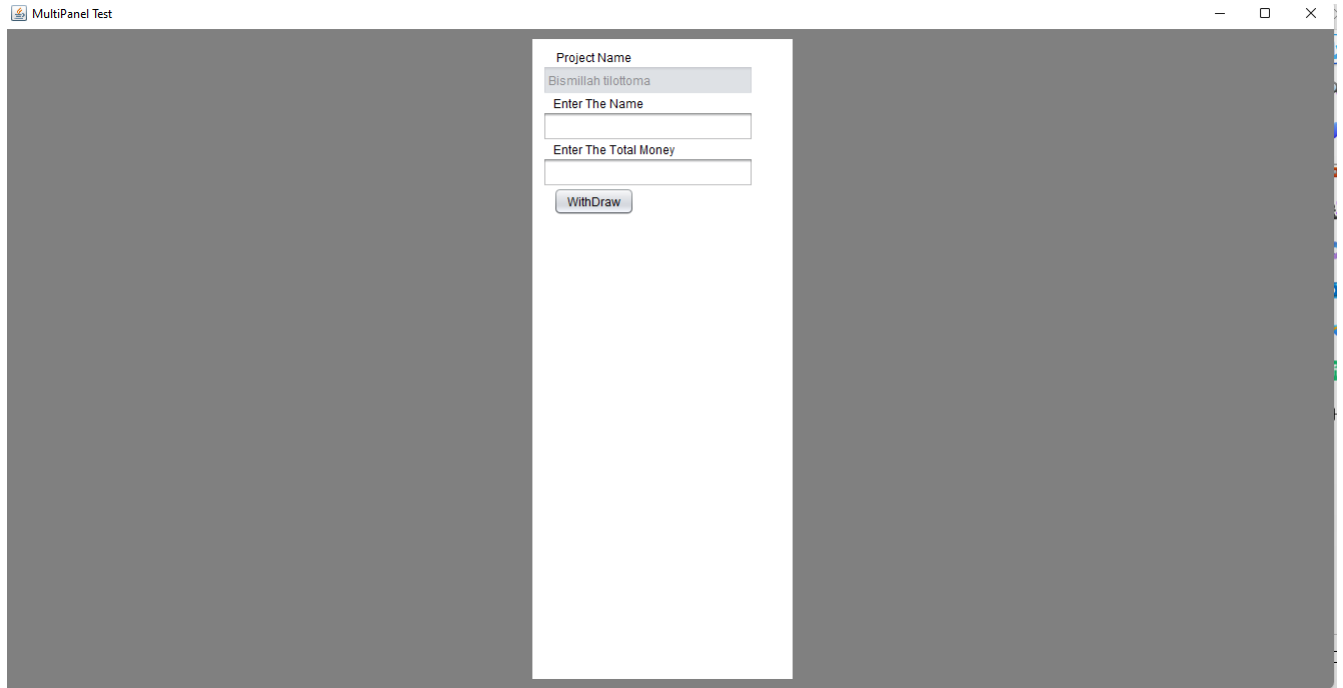 MultiPanel Test
Project Name
Bismillah tilottoma
Enter The Name
Enter The Total Money
WithDraw